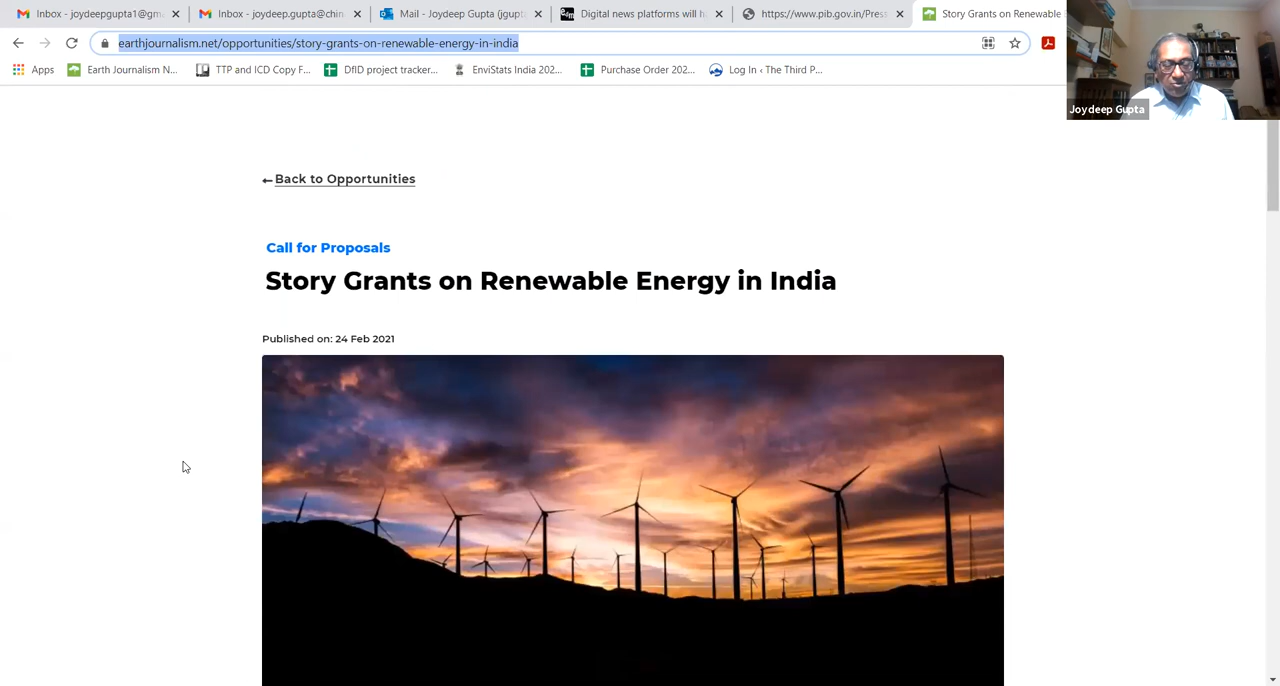 Inbox - joydeepgupta1@gm
Inbox - joydeep.gupta@chin
Mail - Joydeep Gupta (jgupt
Digital news platforms will h
https://www.pib.gov.in/Press
Story Grants on Renewable
earthjournalism.net/opportunities/story-grants-on-renewable-energy-in-india
Apps
Earth Journalism N...
TTP and ICD Copy F...
DfID project tracker...
EnviStats India 202...
Purchase Order 202...
Log In ‹ The Third P...
Joydeep Gupta
Back to Opportunities
Call for Proposals
Story Grants on Renewable Energy in India
Published on: 24 Feb 2021